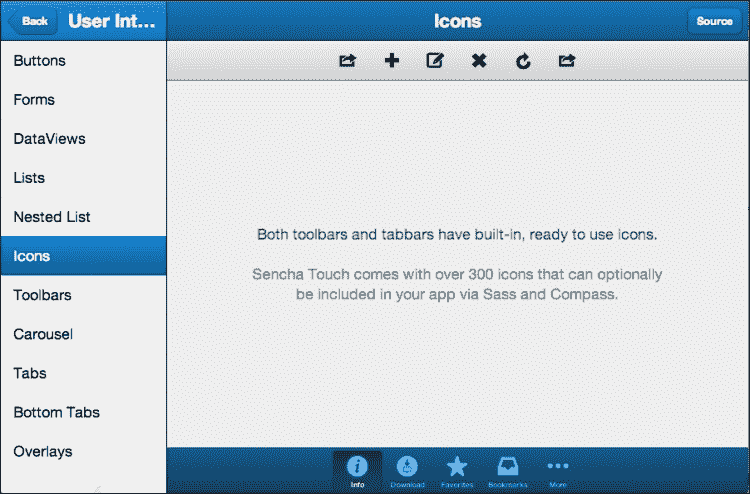 Back
User Int...
Icons
Source
Buttons
Forms
DataViews
Lists
Nested List
Icons
Toolbars
Carousel
Tabs
Bottom Tabs
Overlays
Both toolbars and tabbars have built-in, ready to use icons.
Sencha Touch comes with over 300 icons that can optionally
be included in your app via Sass and Compass.
Info
Download
Favorites
Bookmarks
More